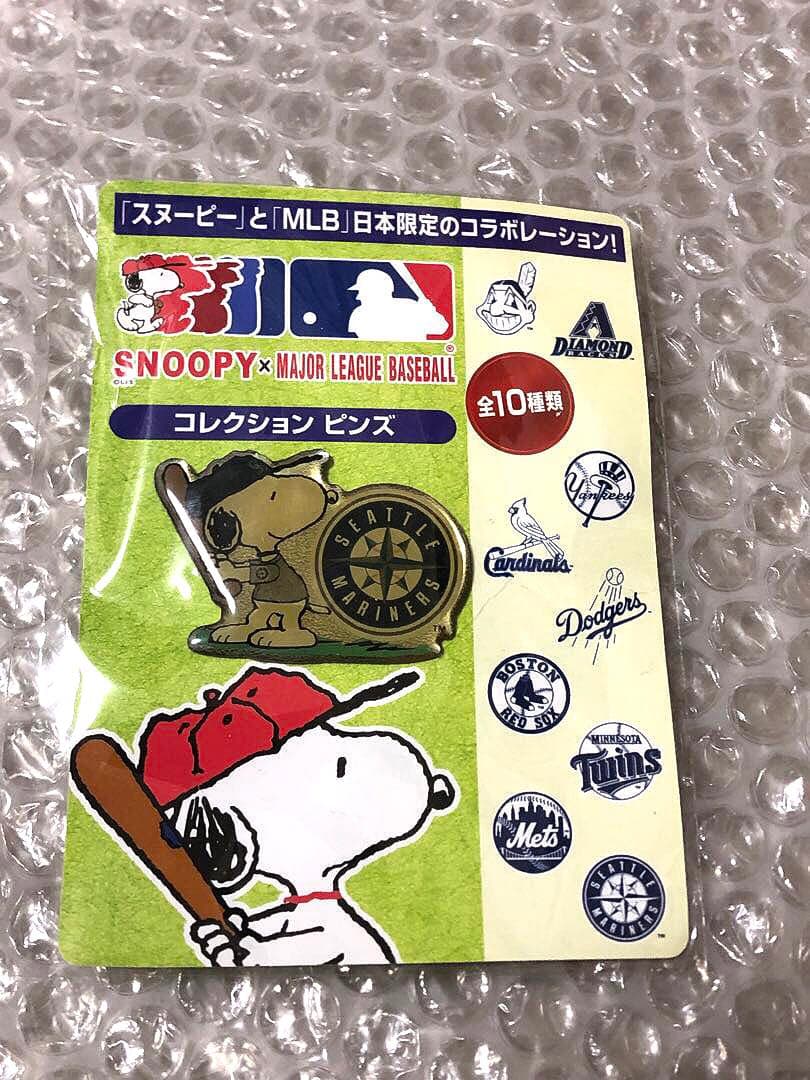 「スヌーピー」と「MLB」日本限定のコラボレーション!
SNOOPY × MAJOR LEAGUE BASEBALL ®
コレクション ピンズ
SEATTLE
MARINERS
TM
A
DIAMOND
BACKS
全10種類
Yankees
Cardinals
Dodgers
BOSTON
RED SOX
MINNESOTA
Twins
Mets
SEATTLE
MARINERS
TM